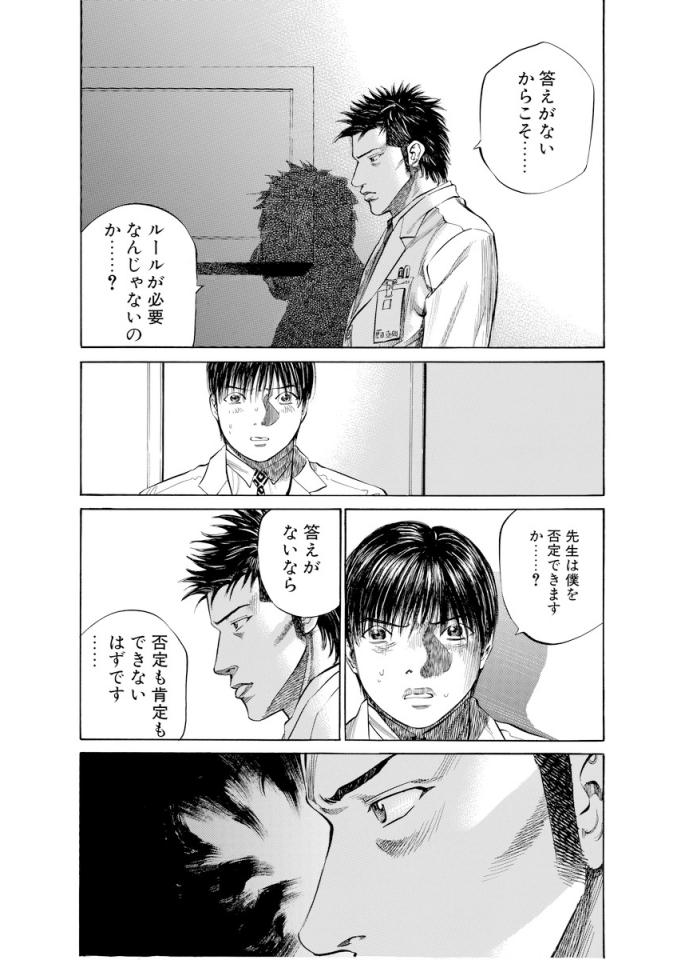 答えがない
からこそ……
ルールが必要
なんじゃないの
か……？
先生は僕を
否定できます
か……？
答えが
ないなら
否定も肯定も
できない
はずです
……